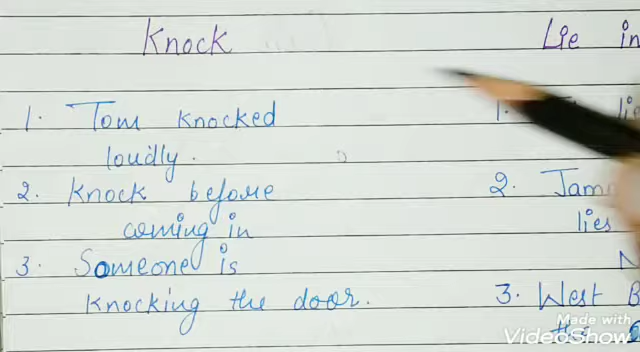 Knock
1. Tom knocked
loudly.
2. Knock before
coming in
3. Someone is
knocking the door.
Lie in
1.
2.
lies
3. West
the
Made with
VideoShow